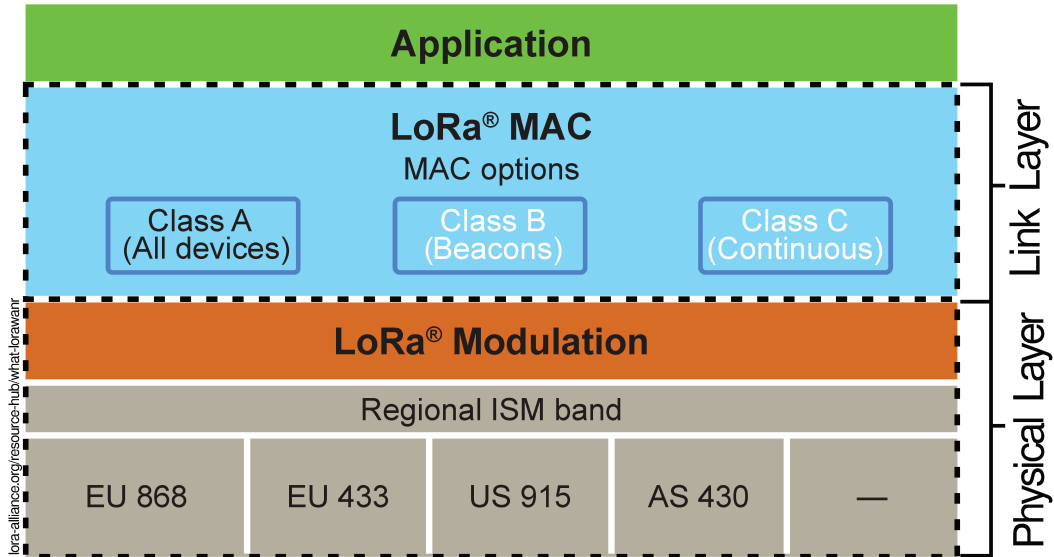 Application
LoRa® MAC
MAC options
Class A
(All devices)
Class B
(Beacons)
Class C
(Continuous)
Link Layer
LoRa® Modulation
Regional ISM band
EU 868
EU 433
US 915
AS 430
—
Physical Layer
lora-alliance.org/resource-hub/what-lorawanr